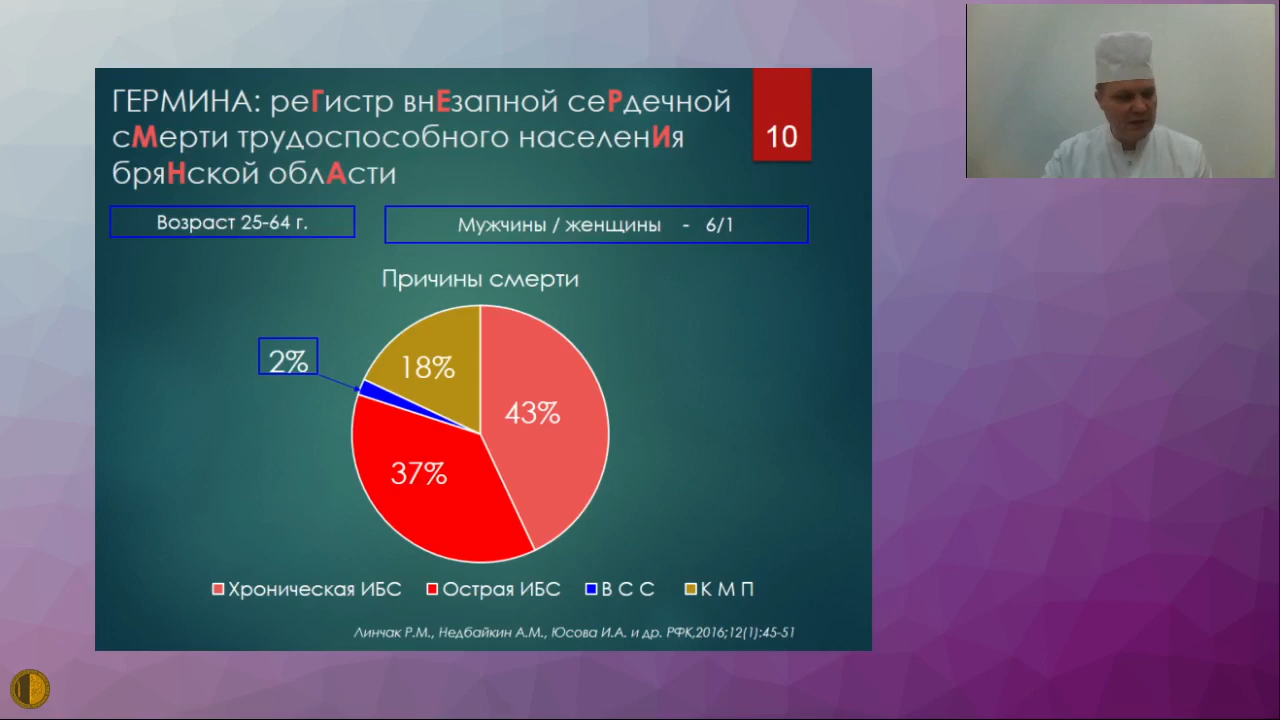 ГЕРМИНА: реГистр внЕзапной сеРдечной
сМерти трудоспособного населенИя
бряНской облАсти
10
Возраст 25-64 г.
Мужчины / женщины - 6/1
Причины смерти
2%
18%
43%
37%
Хроническая ИБС Острая ИБС В С С К М П
Линчак Р.М., Недбайкин А.М., Юсова И.А. и др. РФК,2016;12(1):45-51